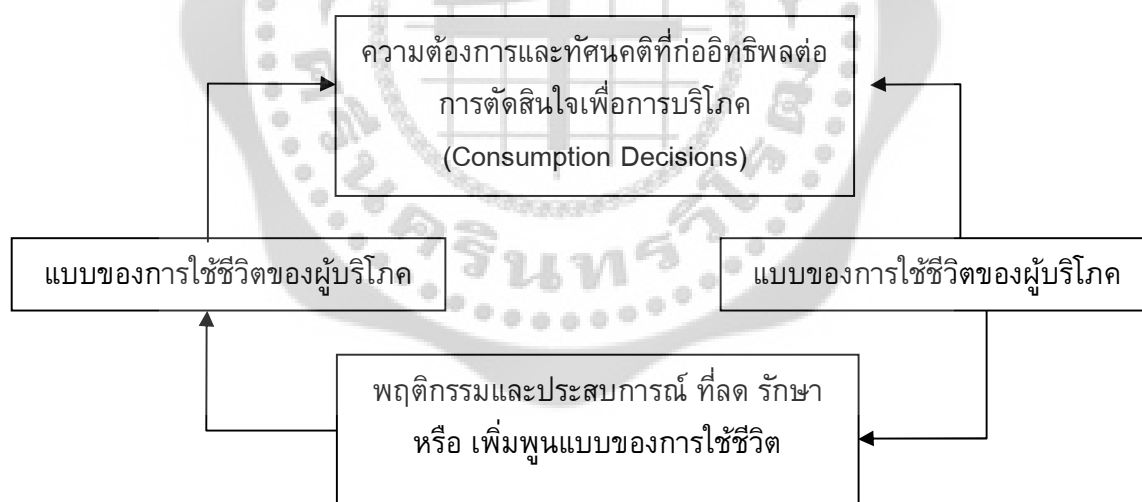 ความต้องการและทัศนคติที่ก่ออิทธิพลต่อ
การตัดสินใจเพื่อการบริโภค
(Consumption Decisions)
แบบของการใช้ชีวิตของผู้บริโภค
แบบของการใช้ชีวิตของผู้บริโภค
พฤติกรรมและประสบการณ์ ที่ลด รักษา
หรือ เพิ่มพูนแบบของการใช้ชีวิต